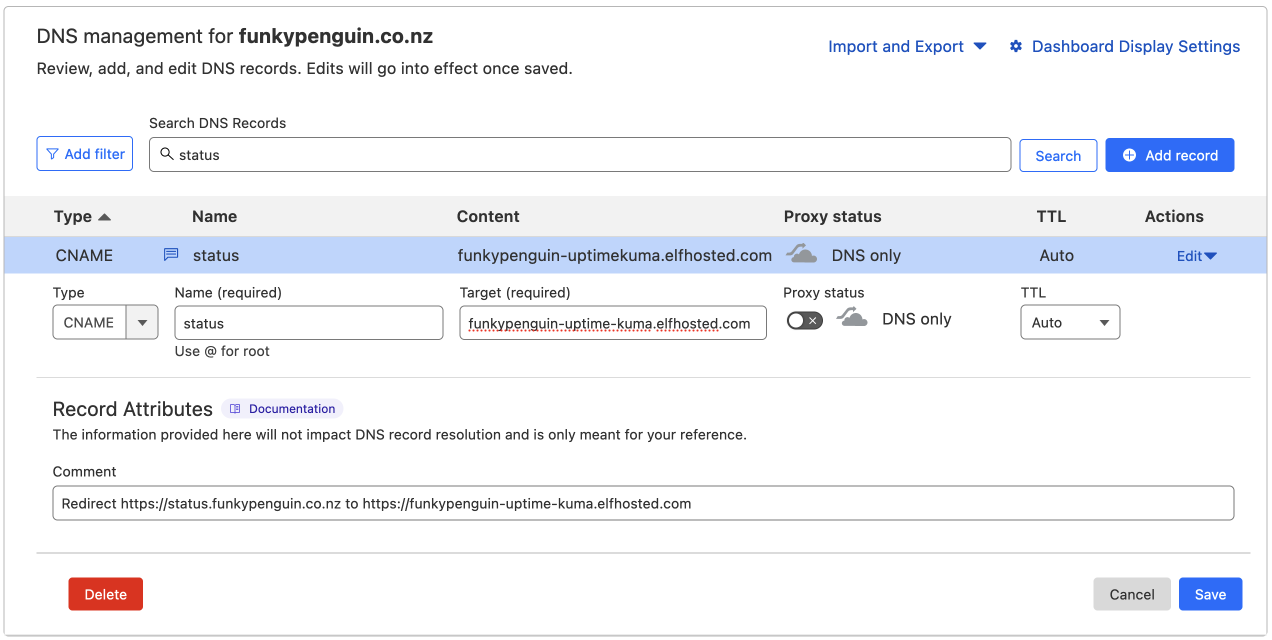 DNS management for funkypenguin.co.nz
Import and Export
Dashboard Display Settings
Review, add, and edit DNS records. Edits will go into effect once saved.
Search DNS Records
Add filter
status
Search
Add record
Type Name Content Proxy status TTL Actions
CNAME status funkypenguin-uptimekuma.elfhosted.com DNS only Auto Edit
Type Name (required) Target (required) Proxy status TTL
CNAME status funkypenguin-uptime-kuma.elfhosted.com DNS only Auto
Use @ for root
Record Attributes Documentation
The information provided here will not impact DNS record resolution and is only meant for your reference.
Comment
Redirect https://status.funkypenguin.co.nz to https://funkypenguin-uptime-kuma.elfhosted.com
Delete Cancel Save